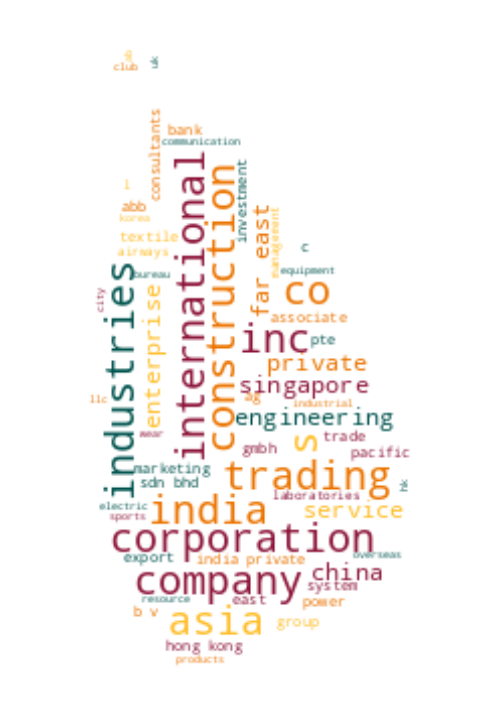 sa
uk
club
consultants
bank
communication
international
construction
investment
l
abb
korea
far east
management
textile
airways
c
bureau
equipment
industries
city
enterprise
co
associate
inc
pte
private
singapore
llc
ag
industrial
engineering
wear
s
trade
gmbh
pacific
marketing
trading
sdn bhd
hk
laboratories
electric
india
service
sports
corporation
export
india private
overseas
company
china
system
resource
east
power
b v
asia
group
hong kong
products